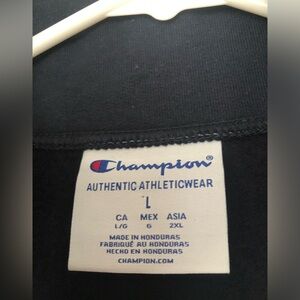 Champion®
AUTHENTIC ATHLETICWEAR
L
CA MEX ASIA
L/G G 2XL
MADE IN HONDURAS
FABRIQUÉ AU HONDURAS
HECHO EN HONDURAS
CHAMPION.COM